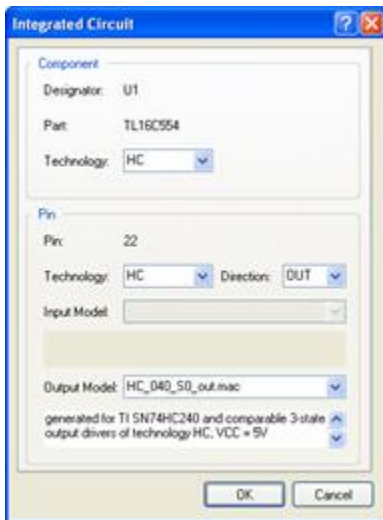 Integrated Circuit
Component
Designator: U1
Part: TL16C554
Technology: HC
Pin
Pin: 22
Technology: HC Direction: OUT
Input Model:
Output Model: HC_040_S0_out.mac
generated for TI SN74HC240 and comparable 3-state
output drivers of technology HC, VCC = 5V
OK Cancel